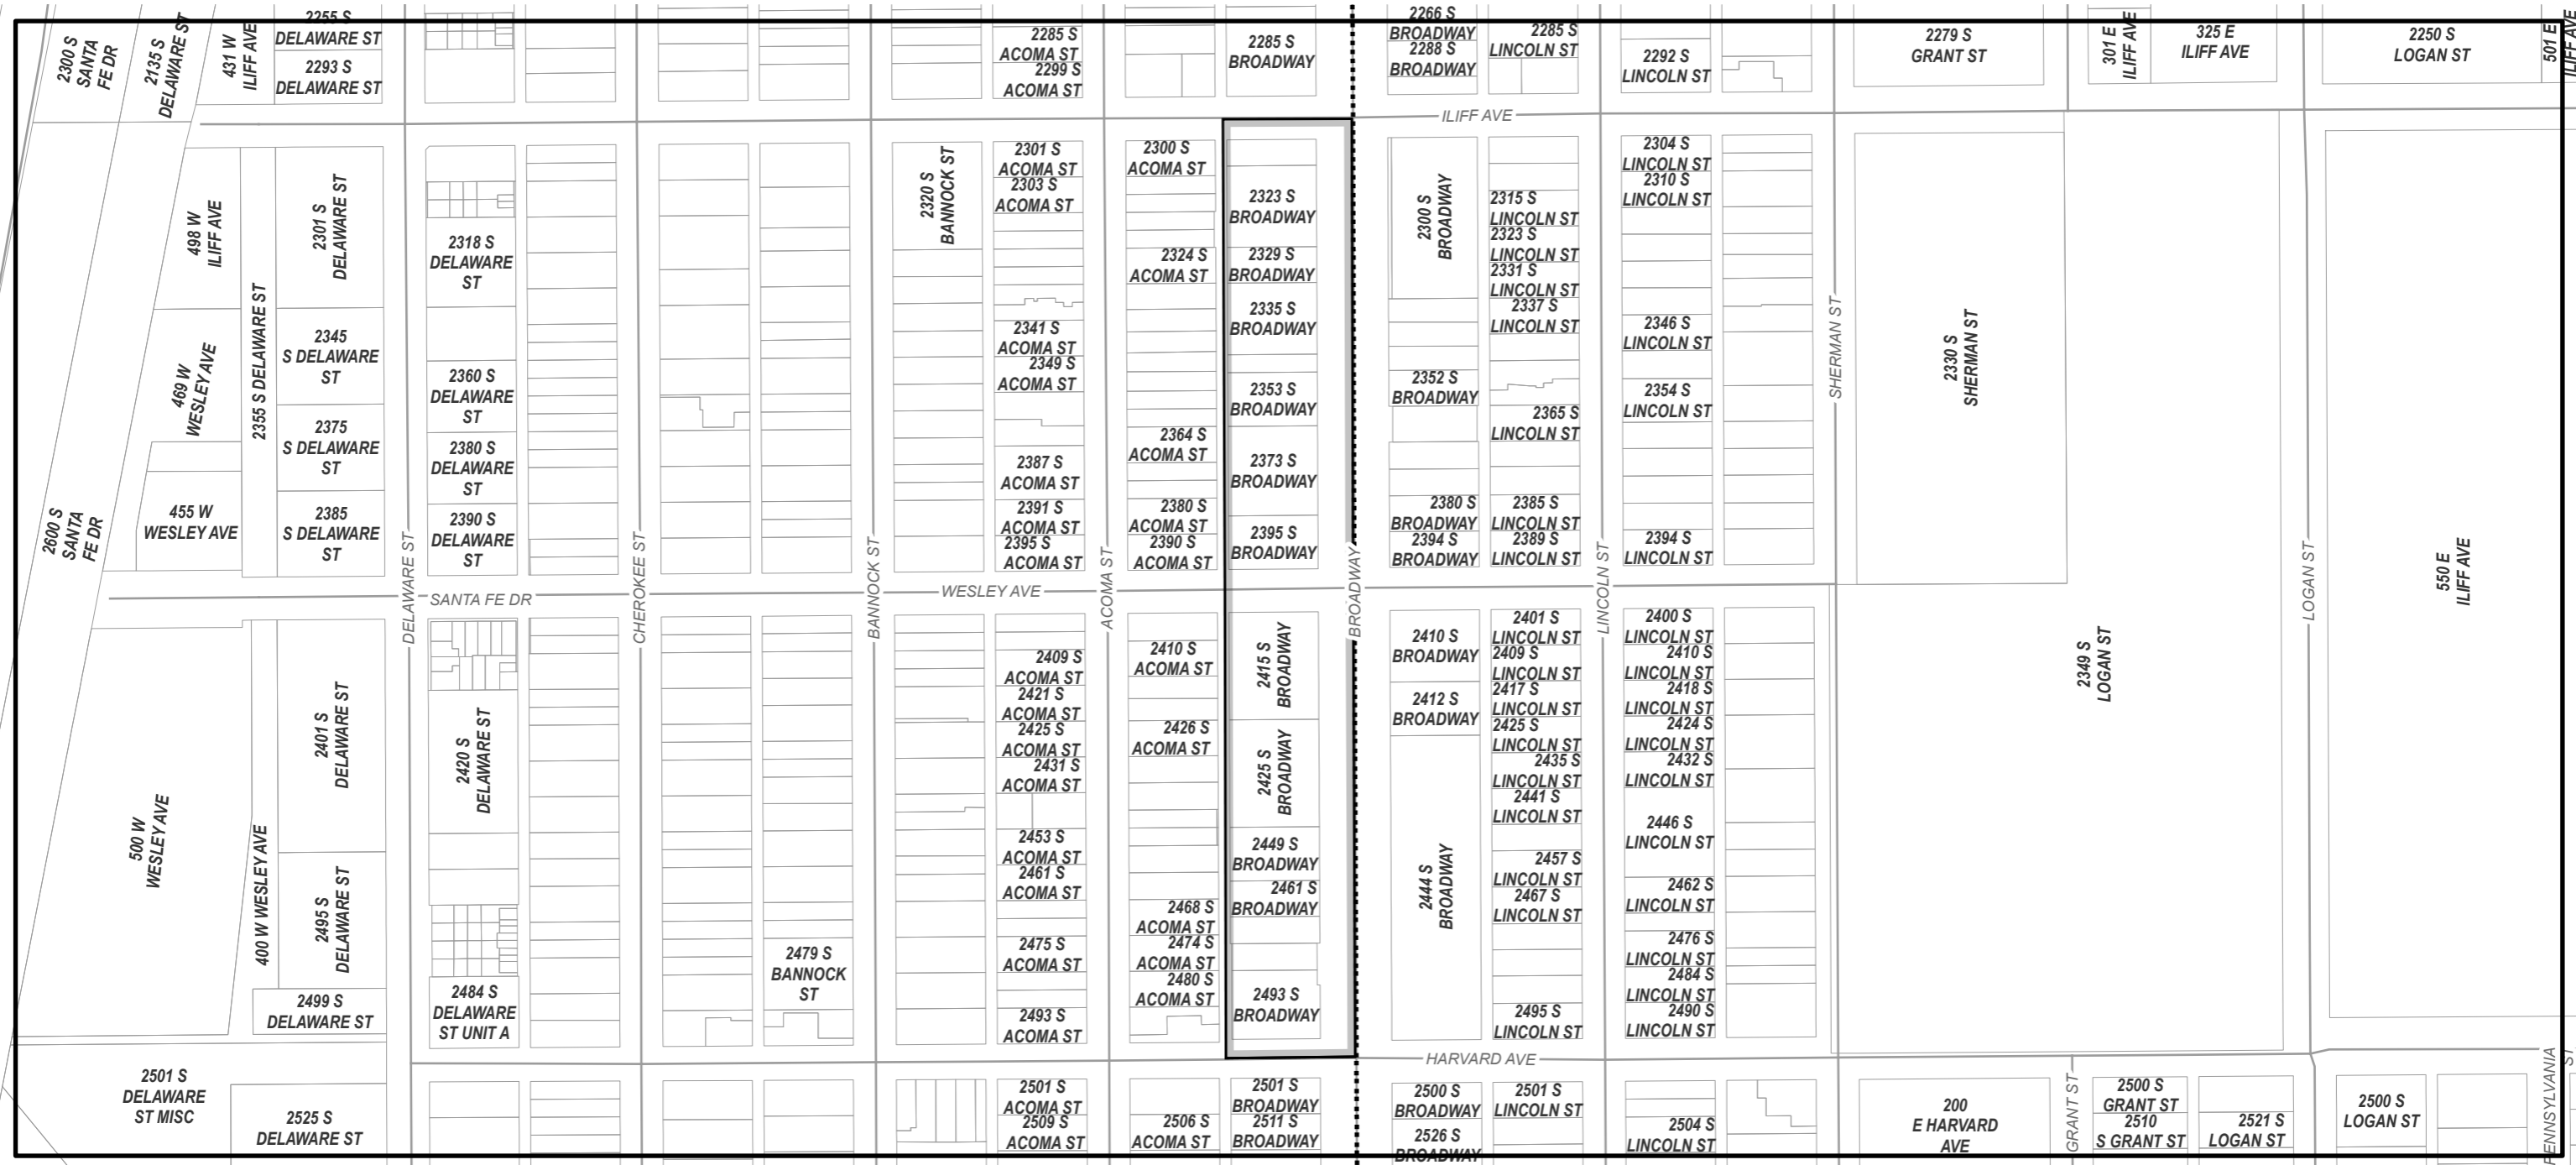 2300 S
SANTA
FE DR
2135 S
DELAWARE ST
431 W
ILIFF AVE
2255 S
DELAWARE ST
2293 S
DELAWARE ST
2285 S
ACOMA ST
2299 S
ACOMA ST
2285 S
BROADWAY
2266 S
BROADWAY
2288 S
BROADWAY
2285 S
LINCOLN ST
2292 S
LINCOLN ST
2279 S
GRANT ST
301 E
ILIFF AVE
325 E
ILIFF AVE
2250 S
LOGAN ST
501 E
ILIFF AVE
ILIFF AVE
498 W
ILIFF AVE
469 W
WESLEY AVE
455 W
WESLEY AVE
2600 S
SANTA
FE DR
2355 S DELAWARE ST
2301 S
DELAWARE ST
2345
S DELAWARE
ST
2375
S DELAWARE
ST
2385
S DELAWARE
ST
DELAWARE ST
2318 S
DELAWARE
ST
2360 S
DELAWARE
ST
2380 S
DELAWARE
ST
2390 S
DELAWARE
ST
CHEROKEE ST
BANNOCK ST
2320 S
BANNOCK ST
2301 S
ACOMA ST
2303 S
ACOMA ST
2341 S
ACOMA ST
2349 S
ACOMA ST
2387 S
ACOMA ST
2391 S
ACOMA ST
2395 S
ACOMA ST
ACOMA ST
2300 S
ACOMA ST
2324 S
ACOMA ST
2364 S
ACOMA ST
2380 S
ACOMA ST
2390 S
ACOMA ST
2323 S
BROADWAY
2329 S
BROADWAY
2335 S
BROADWAY
2353 S
BROADWAY
2373 S
BROADWAY
2395 S
BROADWAY
BROADWAY
2300 S
BROADWAY
2352 S
BROADWAY
2380 S
BROADWAY
2394 S
BROADWAY
2315 S
LINCOLN ST
2323 S
LINCOLN ST
2331 S
LINCOLN ST
2337 S
LINCOLN ST
2365 S
LINCOLN ST
2385 S
LINCOLN ST
2389 S
LINCOLN ST
LINCOLN ST
2304 S
LINCOLN ST
2310 S
LINCOLN ST
2346 S
LINCOLN ST
2354 S
LINCOLN ST
2394 S
LINCOLN ST
SHERMAN ST
2330 S
SHERMAN ST
2349 S
LOGAN ST
LOGAN ST
550 E
ILIFF AVE
SANTA FE DR
WESLEY AVE
500 W
WESLEY AVE
400 W WESLEY AVE
2401 S
DELAWARE ST
2495 S
DELAWARE ST
2499 S
DELAWARE ST
2420 S
DELAWARE ST
2484 S
DELAWARE
ST UNIT A
2479 S
BANNOCK
ST
2409 S
ACOMA ST
2421 S
ACOMA ST
2425 S
ACOMA ST
2431 S
ACOMA ST
2453 S
ACOMA ST
2461 S
ACOMA ST
2475 S
ACOMA ST
2493 S
ACOMA ST
2410 S
ACOMA ST
2426 S
ACOMA ST
2468 S
ACOMA ST
2474 S
ACOMA ST
2480 S
ACOMA ST
2415 S
BROADWAY
2425 S
BROADWAY
2449 S
BROADWAY
2461 S
BROADWAY
2493 S
BROADWAY
2410 S
BROADWAY
2412 S
BROADWAY
2444 S
BROADWAY
2401 S
LINCOLN ST
2409 S
LINCOLN ST
2417 S
LINCOLN ST
2425 S
LINCOLN ST
2435 S
LINCOLN ST
2441 S
LINCOLN ST
2457 S
LINCOLN ST
2467 S
LINCOLN ST
2495 S
LINCOLN ST
2400 S
LINCOLN ST
2410 S
LINCOLN ST
2418 S
LINCOLN ST
2424 S
LINCOLN ST
2432 S
LINCOLN ST
2446 S
LINCOLN ST
2462 S
LINCOLN ST
2476 S
LINCOLN ST
2484 S
LINCOLN ST
2490 S
LINCOLN ST
HARVARD AVE
2501 S
DELAWARE
ST MISC
2525 S
DELAWARE ST
2501 S
ACOMA ST
2509 S
ACOMA ST
2506 S
ACOMA ST
2501 S
BROADWAY
2511 S
BROADWAY
2500 S
BROADWAY
2526 S
BROADWAY
2501 S
LINCOLN ST
2504 S
LINCOLN ST
200
E HARVARD
AVE
GRANT ST
2500 S
GRANT ST
2510
S GRANT ST
2521 S
LOGAN ST
2500 S
LOGAN ST
PENNSYLVANIA
ST